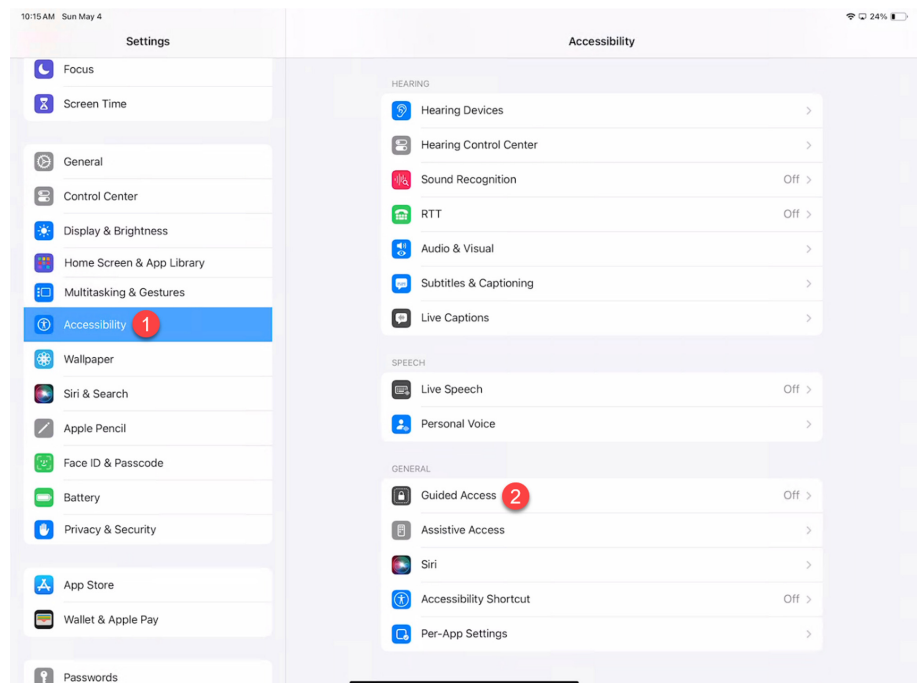 10:15 AM Sun May 4
24%
Settings
Focus
Screen Time
General
Control Center
Display & Brightness
Home Screen & App Library
Multitasking & Gestures
Accessibility 1
Wallpaper
Siri & Search
Apple Pencil
Face ID & Passcode
Battery
Privacy & Security
App Store
Wallet & Apple Pay
Passwords
Accessibility
HEARING
Hearing Devices
Hearing Control Center
Sound Recognition Off
RTT Off
Audio & Visual
Subtitles & Captioning
Live Captions
SPEECH
Live Speech Off
Personal Voice
GENERAL
Guided Access 2 Off
Assistive Access
Siri
Accessibility Shortcut Off
Per-App Settings